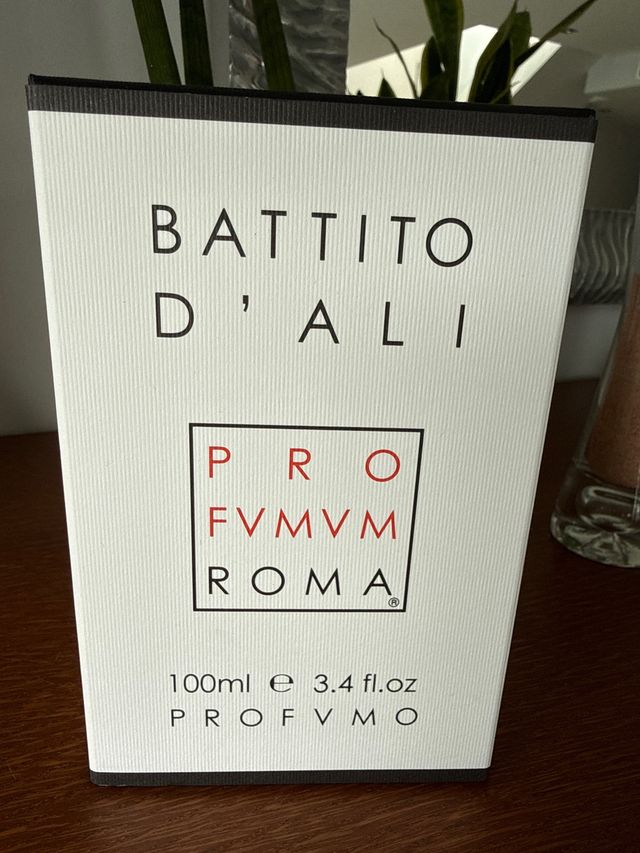 BATTITO
D'ALI
PRO
FVMVM
ROMA®
100ml ℮ 3.4 fl.oz
PROFVMO